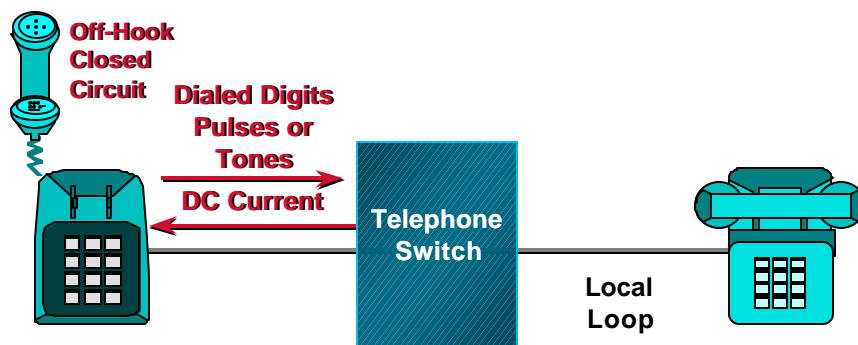 Off-Hook
Closed
Circuit
Dialed Digits
Pulses or
Tones
DC Current
Telephone
Switch
Local
Loop